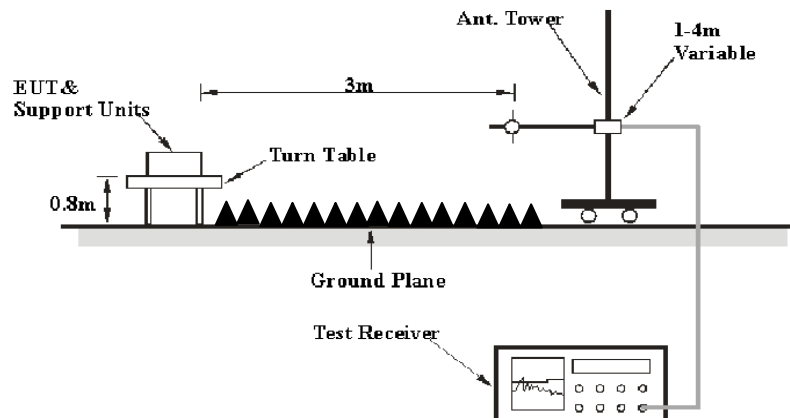 Ant. Tower
1-4m
Variable
3m
EUT&
Support Units
Turn Table
0.8m
Ground Plane
Test Receiver